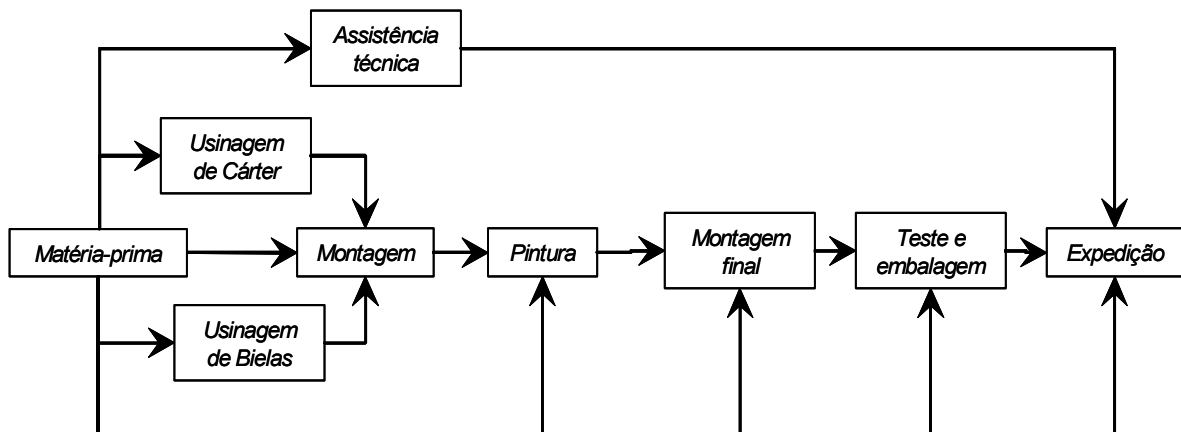 Assistência
técnica
Usinagem
de Cárter
Matéria-prima
Montagem
Pintura
Montagem
final
Teste e
embalagem
Expedição
Usinagem
de Bielas